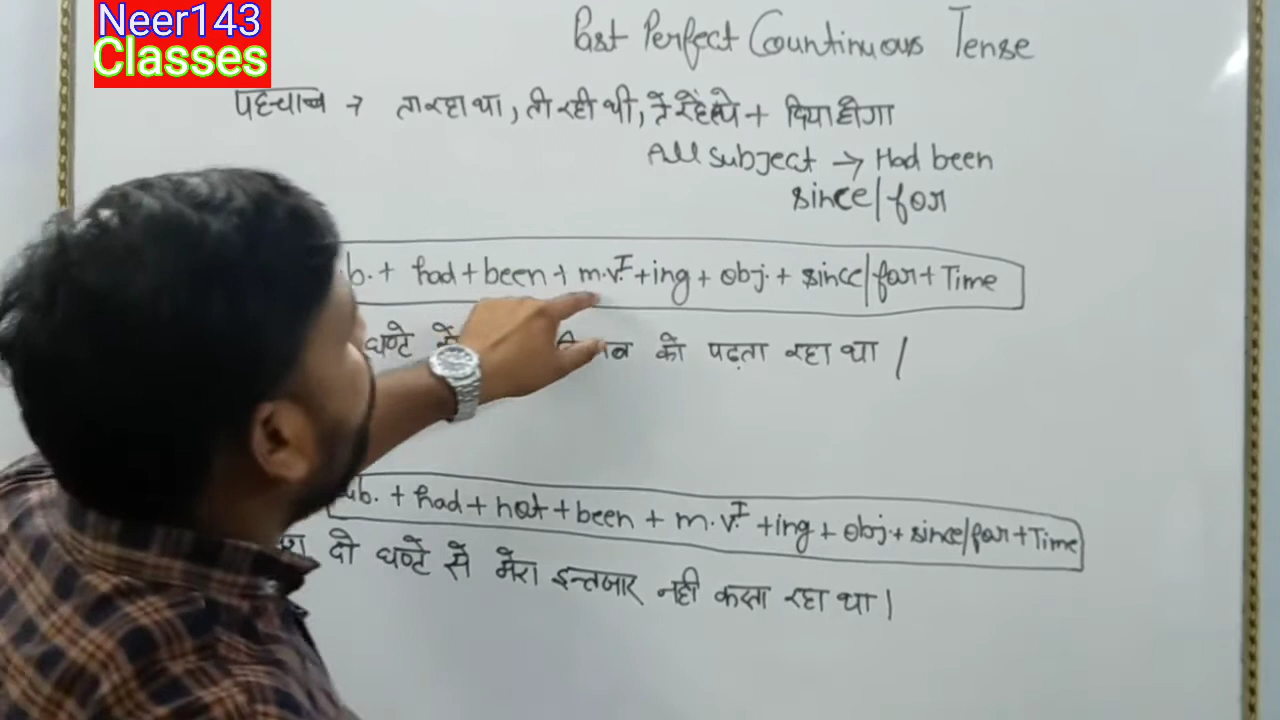 Neer143
Classes
Past Perfect Countinuous Tense
पहचान → ता रहा था, ती रही थी, ते रहे थे + दिया होगा
All subject → Had been
since/for
b. + had + been + m.vᴵ + ing + obj. + since/for + Time
घण्टे को पढ़ता रहा था।
ub. + had + not + been + m.vᴵ + ing + obj + since/for + Time
दो घण्टे से मेरा इन्तजार नही करता रहा था।